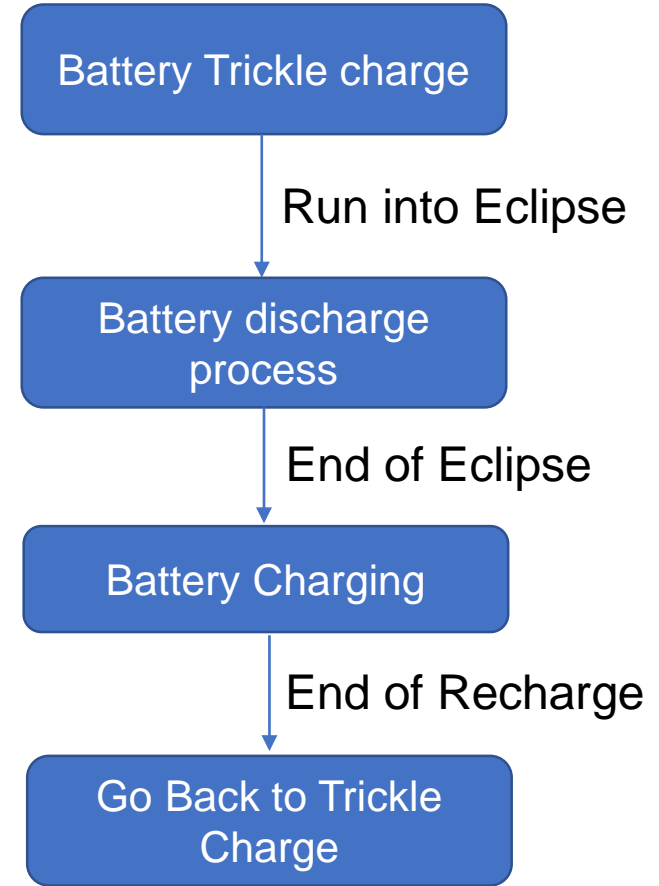 Battery Trickle charge
Run into Eclipse
Battery discharge
process
End of Eclipse
Battery Charging
End of Recharge
Go Back to Trickle
Charge